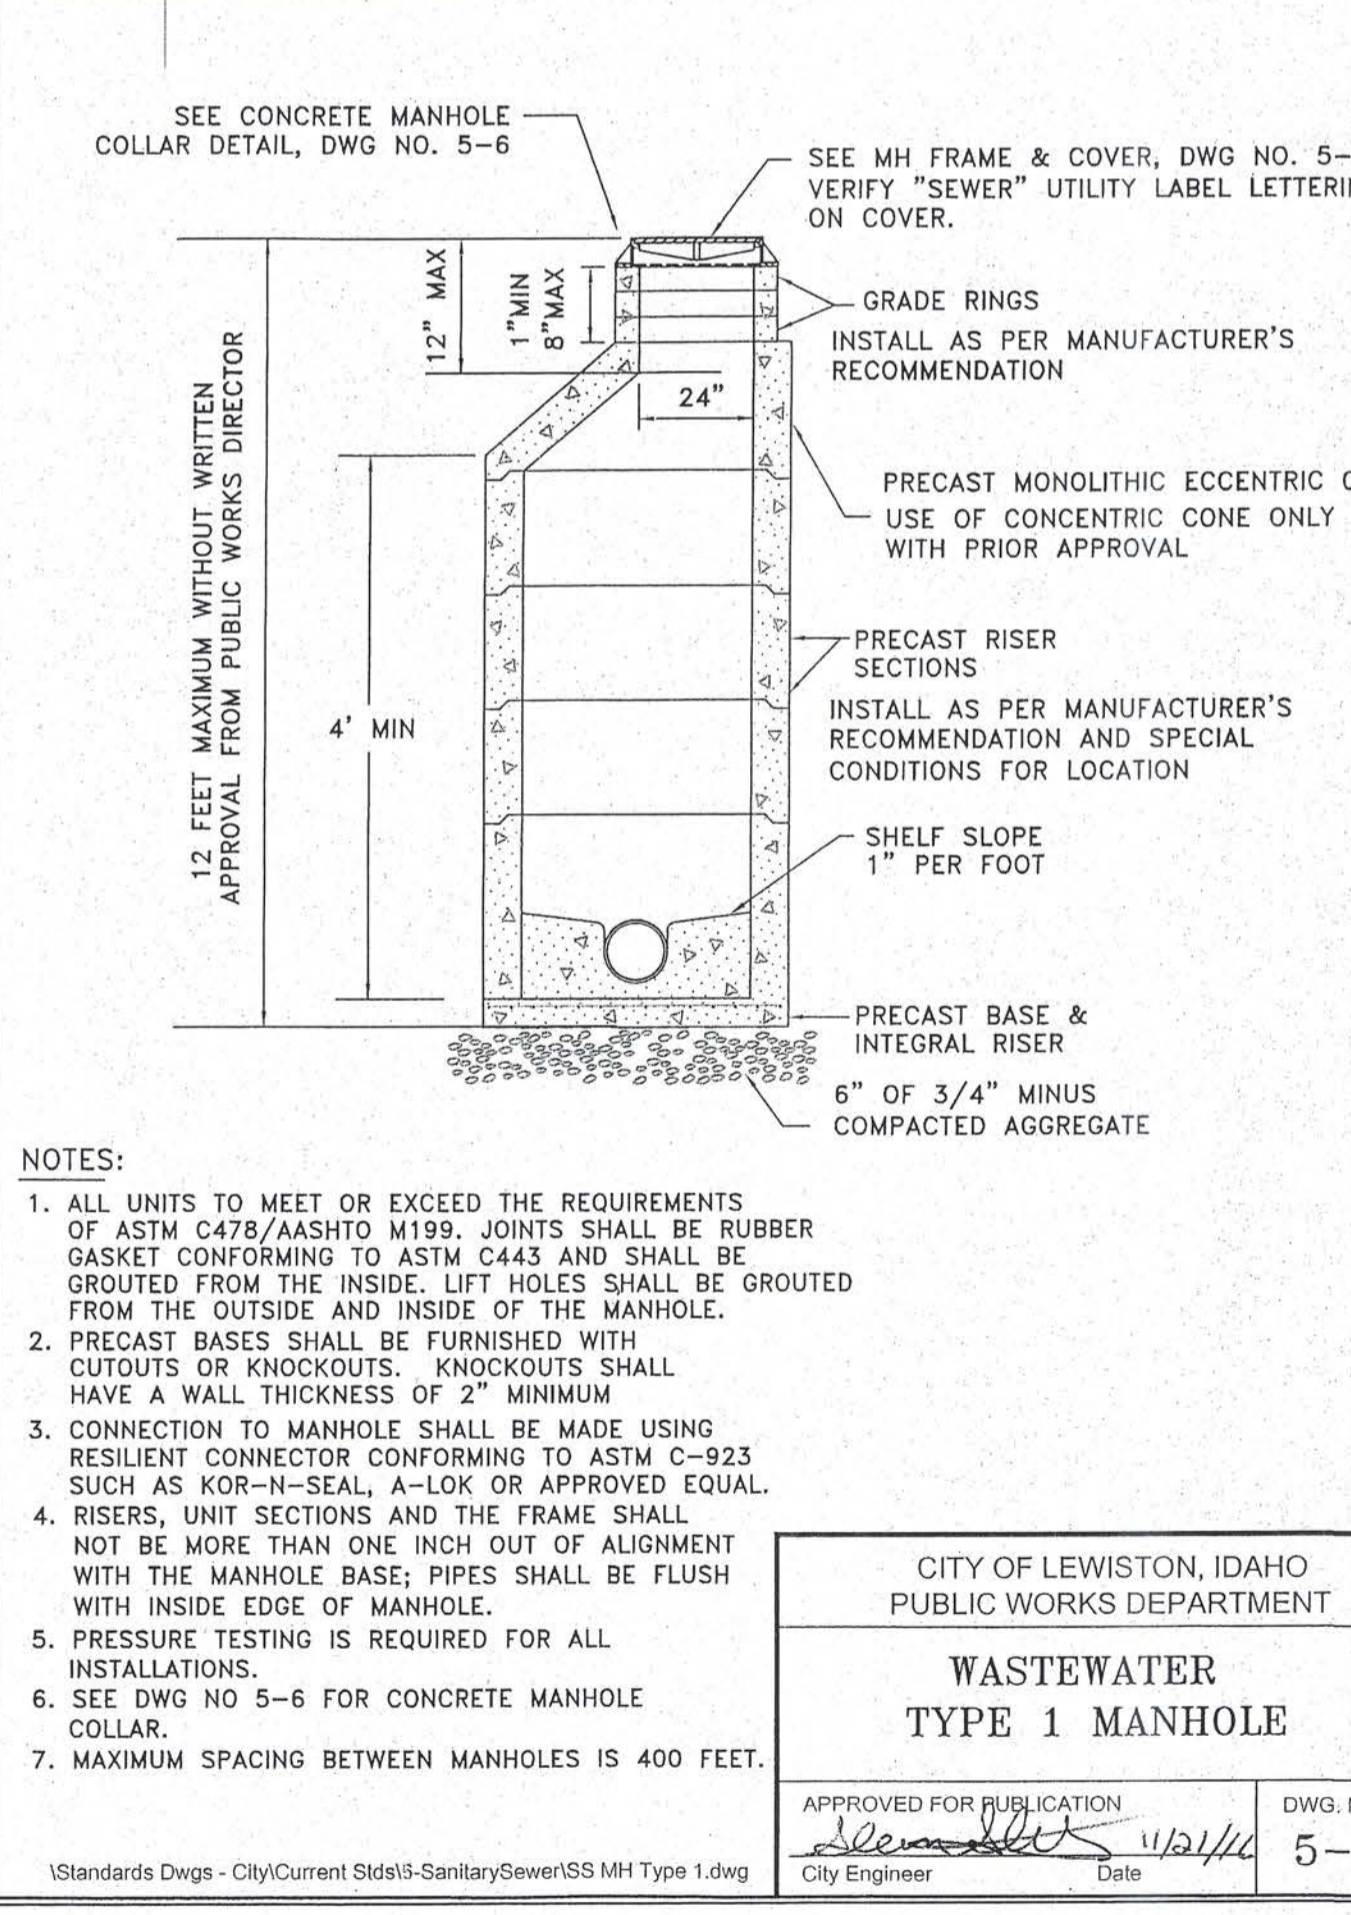 SEE CONCRETE MANHOLE
COLLAR DETAIL, DWG NO. 5-6
SEE MH FRAME & COVER, DWG NO. 5-
VERIFY "SEWER" UTILITY LABEL
ON COVER.
12" MAX
1"MIN
8"MAX
GRADE RINGS
INSTALL AS PER MANUFACTURER'S
RECOMMENDATION
24"
12 FEET MAXIMUM WITHOUT WRITTEN
APPROVAL FROM PUBLIC WORKS DIRECTOR
PRECAST MONOLITHIC ECCENTRIC
USE OF CONCENTRIC CONE ONLY
WITH PRIOR APPROVAL
PRECAST RISER
SECTIONS
4' MIN
INSTALL AS PER MANUFACTURER'S
RECOMMENDATION AND SPECIAL
CONDITIONS FOR LOCATION
SHELF SLOPE
1" PER FOOT
PRECAST BASE &
INTEGRAL RISER
6" OF 3/4" MINUS
COMPACTED AGGREGATE
NOTES:
1. ALL UNITS TO MEET OR EXCEED THE REQUIREMENTS
OF ASTM C478/AASHTO M199. JOINTS SHALL BE RUBBER
GASKET CONFORMING TO ASTM C443 AND SHALL BE
GROUTED FROM THE INSIDE. LIFT HOLES SHALL BE GROUTED
FROM THE OUTSIDE AND INSIDE OF THE MANHOLE.
2. PRECAST BASES SHALL BE FURNISHED WITH
CUTOUTS OR KNOCKOUTS. KNOCKOUTS SHALL
HAVE A WALL THICKNESS OF 2" MINIMUM
3. CONNECTION TO MANHOLE SHALL BE MADE USING
RESILIENT CONNECTOR CONFORMING TO ASTM C-923
SUCH AS KOR-N-SEAL, A-LOK OR APPROVED EQUAL.
4. RISERS, UNIT SECTIONS AND THE FRAME SHALL
NOT BE MORE THAN ONE INCH OUT OF ALIGNMENT
WITH THE MANHOLE BASE; PIPES SHALL BE FLUSH
WITH INSIDE EDGE OF MANHOLE.
5. PRESSURE TESTING IS REQUIRED FOR ALL
INSTALLATIONS.
6. SEE DWG NO 5-6 FOR CONCRETE MANHOLE
COLLAR.
7. MAXIMUM SPACING BETWEEN MANHOLES IS 400 FEET.
CITY OF LEWISTON, IDAHO
PUBLIC WORKS DEPARTMENT
WASTEWATER
TYPE 1 MANHOLE
APPROVED FOR PUBLICATION
11/21/16
City Engineer Date
DWG.
5-
\Standards Dwgs - City\Current Stds\5-SanitarySewer\SS MH Type 1.dwg